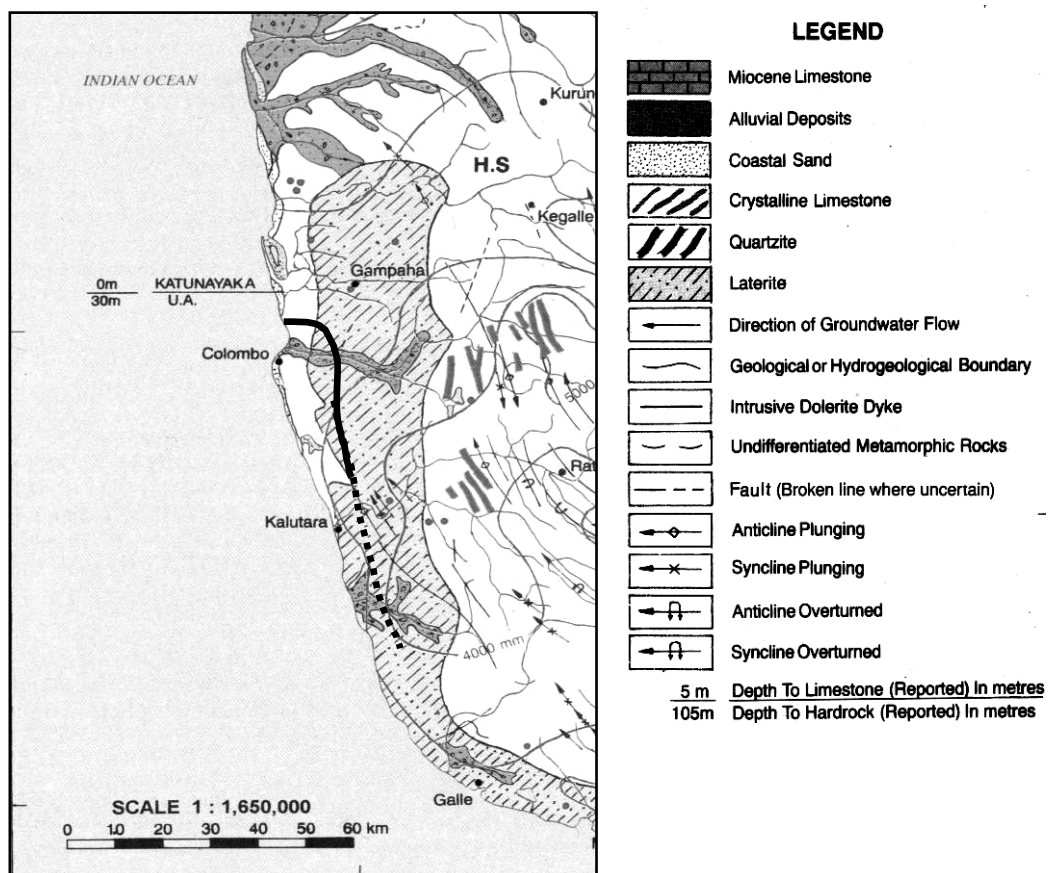 INDIAN OCEAN
Kurun
H.S
Kegalle
Gampaha
0m KATUNAYAKA
30m U.A.
Colombo
5000
Rat
Kalutara
4000 mm
Galle
SCALE 1 : 1,650,000
0 10 20 30 40 50 60 km
LEGEND
Miocene Limestone
Alluvial Deposits
Coastal Sand
Crystalline Limestone
Quartzite
Laterite
Direction of Groundwater Flow
Geological or Hydrogeological Boundary
Intrusive Dolerite Dyke
Undifferentiated Metamorphic Rocks
Fault (Broken line where uncertain)
Anticline Plunging
Syncline Plunging
Anticline Overturned
Syncline Overturned
5 m Depth To Limestone (Reported) In metres
105m Depth To Hardrock (Reported) In metres